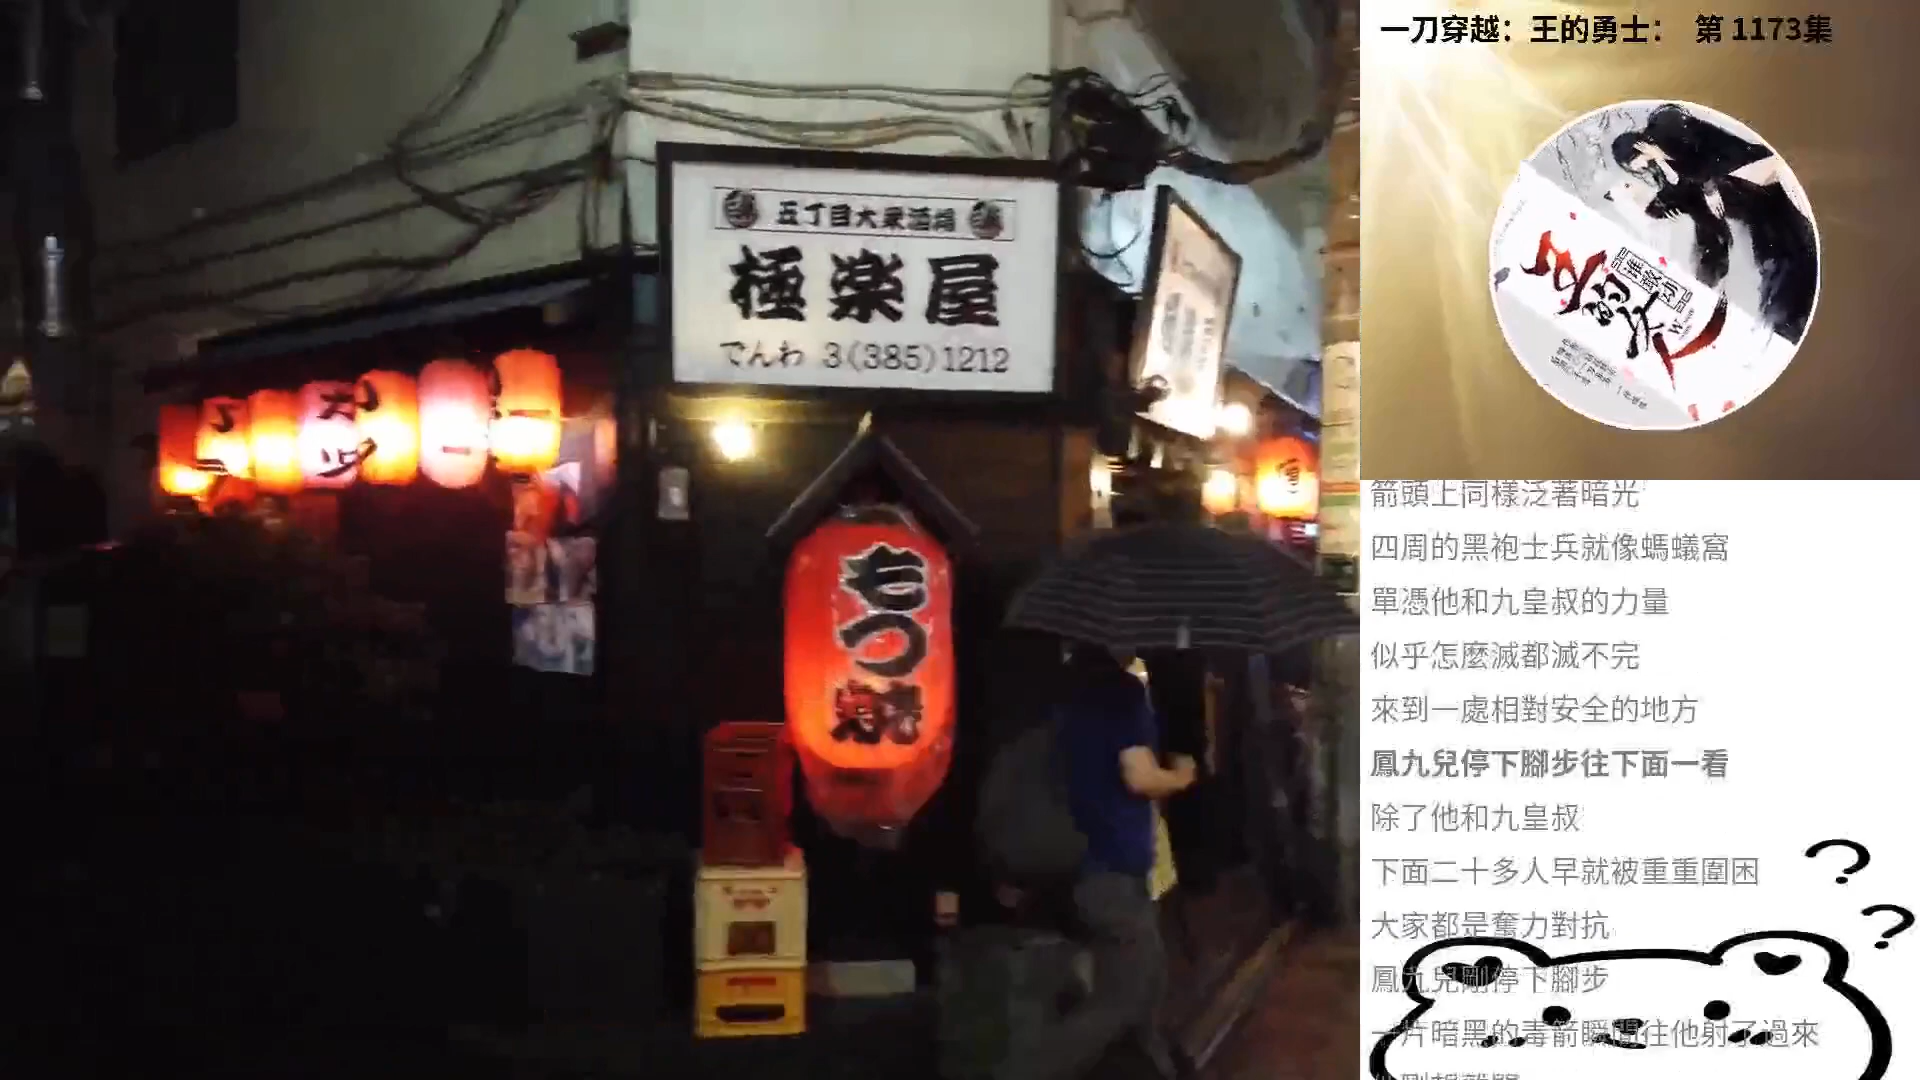 五丁目大衆酒場
極楽屋
でんわ 3(385)1212
もつ焼
一刀穿越：王的勇士： 第 1173集
誰敢动
王的女人
箭頭上同樣泛著暗光
四周的黑袍士兵就像螞蟻窩
單憑他和九皇叔的力量
似乎怎麼滅都滅不完
來到一處相對安全的地方
鳳九兒停下腳步往下面一看
除了他和九皇叔
下面二十多人早就被重重圍困
大家都是奮力對抗
鳳九兒剛停下腳步
一片暗黑的毒箭瞬間往他射了過來